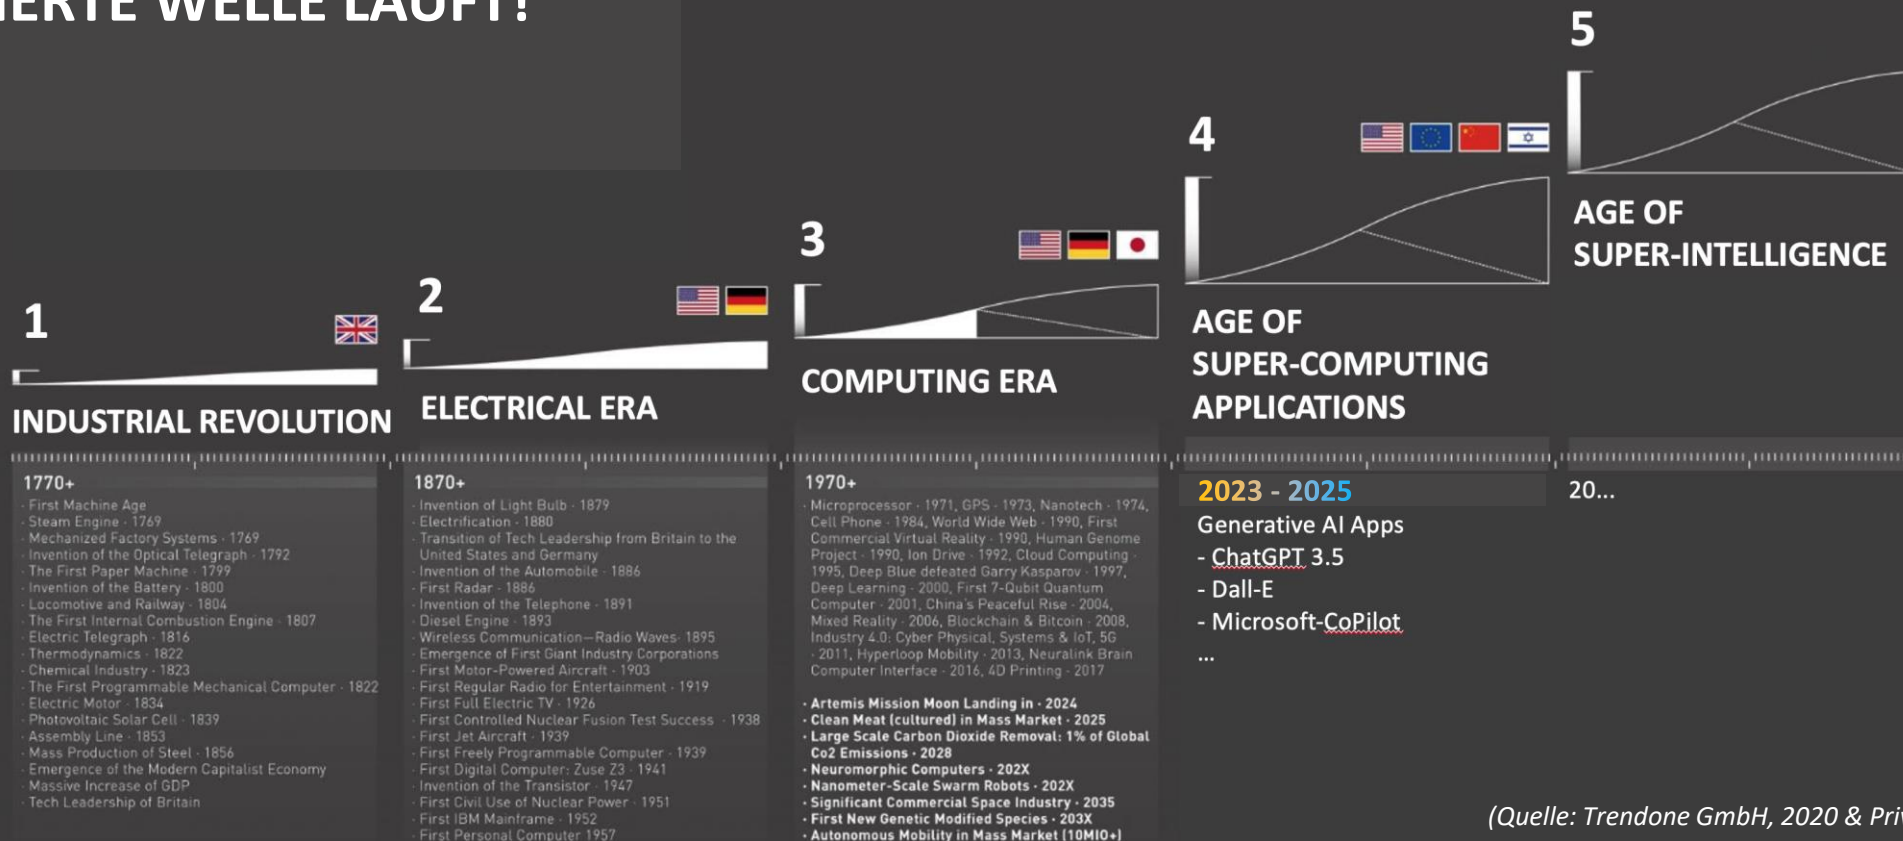 IERTE WELLE LÄUFT!
1
INDUSTRIAL REVOLUTION
1770+
· First Machine Age
· Steam Engine · 1769
· Mechanized Factory Systems · 1769
· Invention of the Optical Telegraph · 1792
· The First Paper Machine · 1799
· Invention of the Battery · 1800
· Locomotive and Railway · 1804
· The First Internal Combustion Engine · 1807
· Electric Telegraph · 1816
· Thermodynamics · 1822
· Chemical Industry · 1823
· The First Programmable Mechanical Computer · 1822
· Electric Motor · 1834
· Photovoltaic Solar Cell · 1839
· Assembly Line · 1853
· Mass Production of Steel · 1856
· Emergence of the Modern Capitalist Economy
· Massive Increase of GDP
· Tech Leadership of Britain
2
ELECTRICAL ERA
1870+
· Invention of Light Bulb · 1879
· Electrification · 1880
· Transition of Tech Leadership from Britain to the
United States and Germany
· Invention of the Automobile · 1886
· First Radar · 1886
· Invention of the Telephone · 1891
· Diesel Engine · 1893
· Wireless Communication—Radio Waves· 1895
· Emergence of First Giant Industry Corporations
· First Motor-Powered Aircraft · 1903
· First Regular Radio for Entertainment · 1919
· First Full Electric TV · 1926
· First Controlled Nuclear Fusion Test Success · 1938
· First Jet Aircraft · 1939
· First Freely Programmable Computer · 1939
· First Digital Computer: Zuse Z3 · 1941
· Invention of the Transistor · 1947
· First Civil Use of Nuclear Power · 1951
· First IBM Mainframe · 1952
· First Personal Computer 1957
3
COMPUTING ERA
1970+
· Microprocessor · 1971, GPS · 1973, Nanotech · 1974,
Cell Phone · 1984, World Wide Web · 1990, First
Commercial Virtual Reality · 1990, Human Genome
Project · 1990, Ion Drive · 1992, Cloud Computing ·
1995, Deep Blue defeated Garry Kasparov · 1997,
Deep Learning · 2000, First 7-Qubit Quantum
Computer · 2001, China's Peaceful Rise · 2004,
Mixed Reality · 2006, Blockchain & Bitcoin · 2008,
Industry 4.0: Cyber Physical, Systems & IoT, 5G
· 2011, Hyperloop Mobility · 2013, Neuralink Brain
Computer Interface · 2016, 4D Printing · 2017
· Artemis Mission Moon Landing in · 2024
· Clean Meat (cultured) in Mass Market · 2025
· Large Scale Carbon Dioxide Removal: 1% of Global
Co2 Emissions · 2028
· Neuromorphic Computers · 202X
· Nanometer-Scale Swarm Robots · 202X
· Significant Commercial Space Industry · 2035
· First New Genetic Modified Species · 203X
· Autonomous Mobility in Mass Market (10MIO+)
4
AGE OF
SUPER-COMPUTING
APPLICATIONS
2023 - 2025
Generative AI Apps
- ChatGPT 3.5
- Dall-E
- Microsoft-CoPilot
...
5
AGE OF
SUPER-INTELLIGENCE
20...
(Quelle: Trendone GmbH, 2020 & Priv